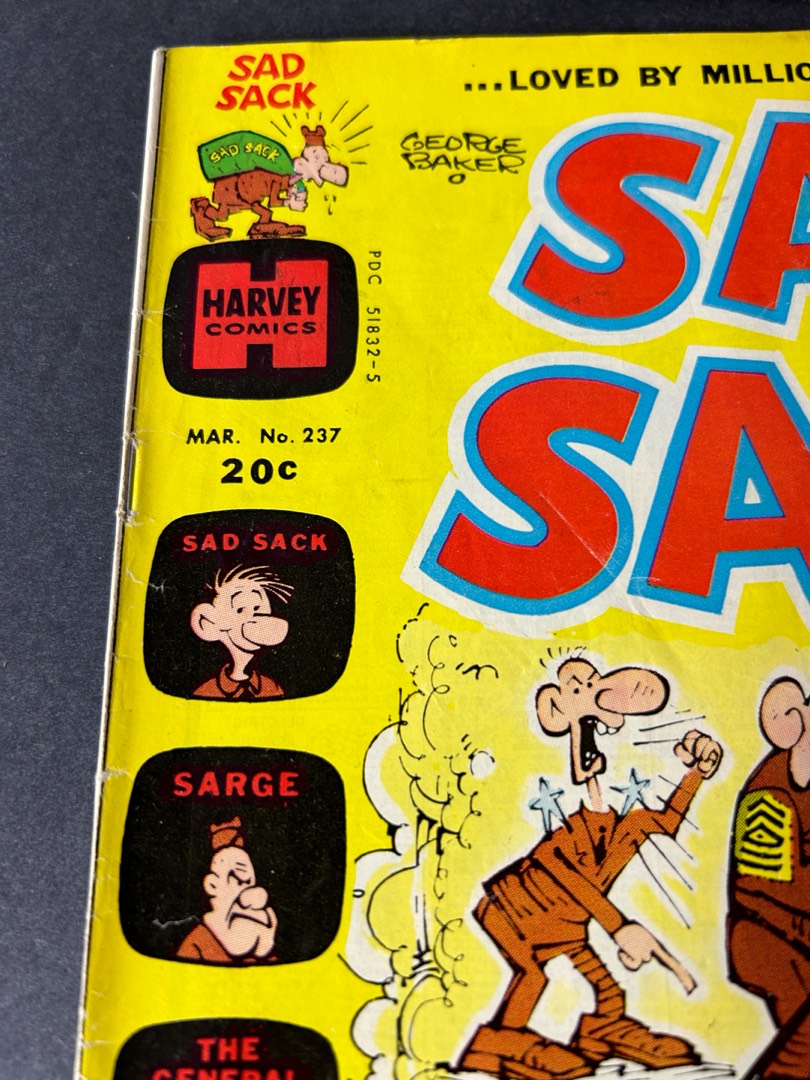 SAD
SACK
SAD SACK
...LOVED BY
GEORGE
BAKER
HARVEY
COMICS
PDC 51832-5
MAR. No. 237
20c
SAD SACK
SARGE
THE
GENERAL